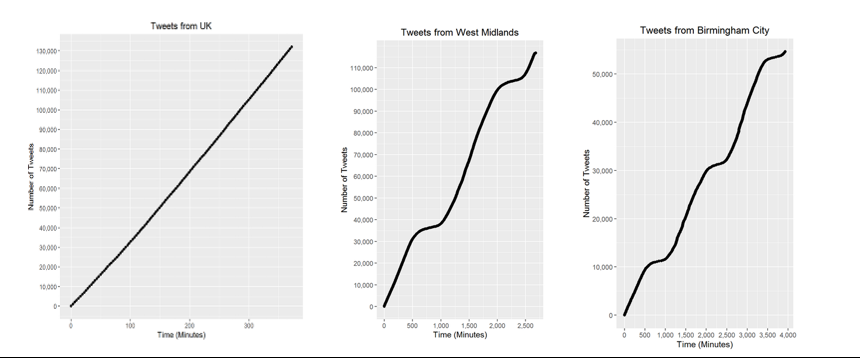 Tweets from UK
Number of Tweets
130,000
120,000
110,000
100,000
90,000
80,000
70,000
60,000
50,000
40,000
30,000
20,000
10,000
0
0 100 200 300
Time (Minutes)
Tweets from West Midlands
Number of Tweets
110,000
100,000
90,000
80,000
70,000
60,000
50,000
40,000
30,000
20,000
10,000
0
0 500 1,000 1,500 2,000 2,500
Time (Minutes)
Tweets from Birmingham City
Number of Tweets
50,000
40,000
30,000
20,000
10,000
0
0 500 1,000 1,500 2,000 2,500 3,000 3,500 4,000
Time (Minutes)